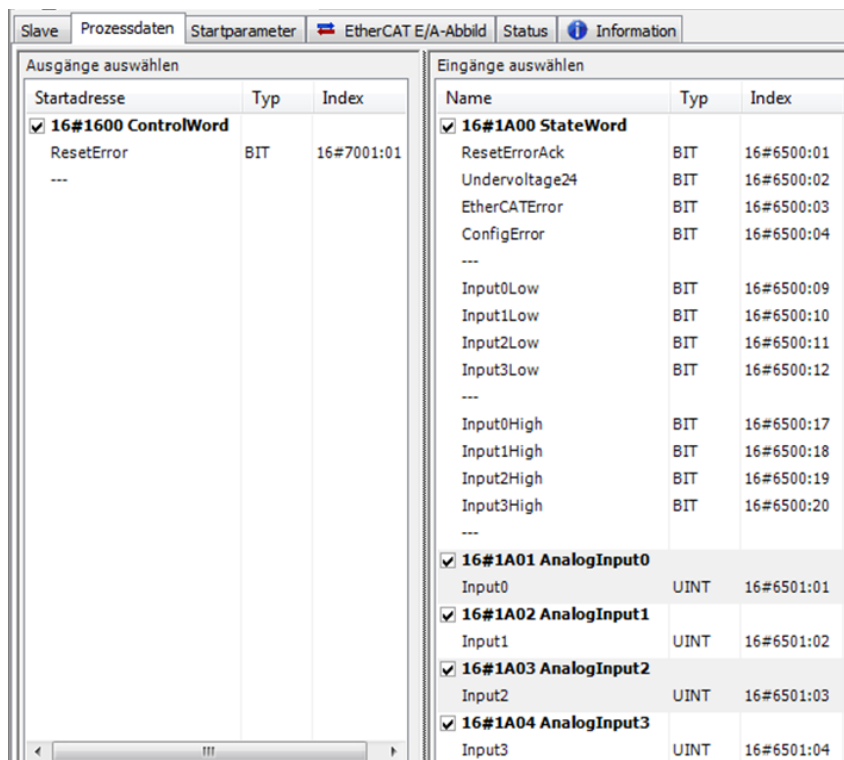 Slave Prozessdaten Startparameter EtherCAT E/A-Abbild Status Information
Ausgänge auswählen
Startadresse Typ Index
16#1600 ControlWord
ResetError BIT 16#7001:01
---
Eingänge auswählen
Name Typ Index
16#1A00 StateWord
ResetErrorAck BIT 16#6500:01
Undervoltage24 BIT 16#6500:02
EtherCATError BIT 16#6500:03
ConfigError BIT 16#6500:04
---
Input0Low BIT 16#6500:09
Input1Low BIT 16#6500:10
Input2Low BIT 16#6500:11
Input3Low BIT 16#6500:12
---
Input0High BIT 16#6500:17
Input1High BIT 16#6500:18
Input2High BIT 16#6500:19
Input3High BIT 16#6500:20
---
16#1A01 AnalogInput0
Input0 UINT 16#6501:01
16#1A02 AnalogInput1
Input1 UINT 16#6501:02
16#1A03 AnalogInput2
Input2 UINT 16#6501:03
16#1A04 AnalogInput3
Input3 UINT 16#6501:04